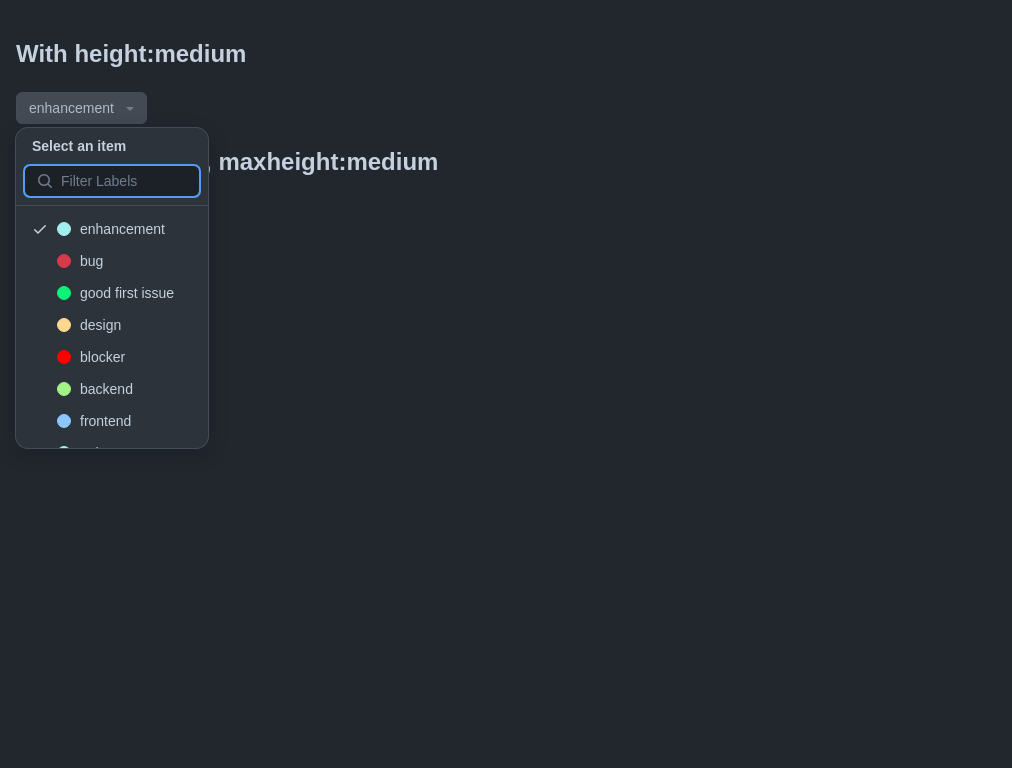 With height:medium
enhancement
Select an item
, maxheight:medium
Filter Labels
enhancement
bug
good first issue
design
blocker
backend
frontend